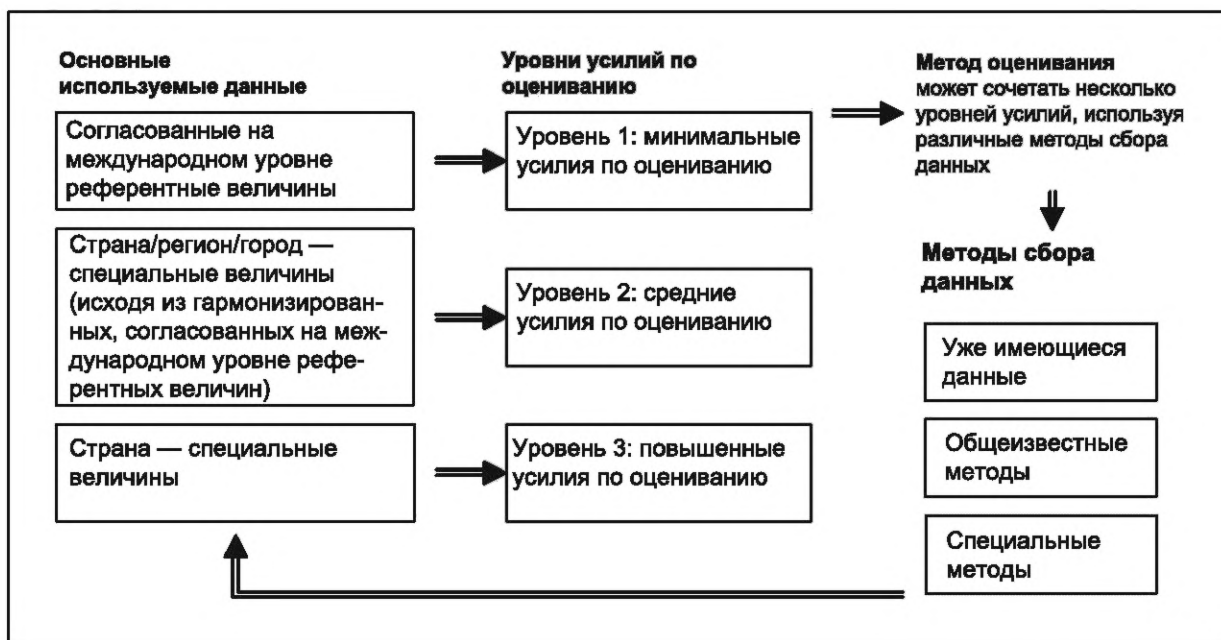 Основные
используемые данные
Согласованные на
международном уровне
референтные величины
Страна/регион/город —
специальные величины
(исходя из гармонизирован-
ных, согласованных на меж-
дународном уровне рефе-
рентных величин)
Страна — специальные
величины
Уровни усилий по
оцениванию
Уровень 1: минимальные
усилия по оцениванию
Уровень 2: средние
усилия по оцениванию
Уровень 3: повышенные
усилия по оцениванию
Метод оценивания
может сочетать несколько
уровней усилий, используя
различные методы сбора
данных
Методы сбора
данных
Уже имеющиеся
данные
Общеизвестные
методы
Специальные
методы